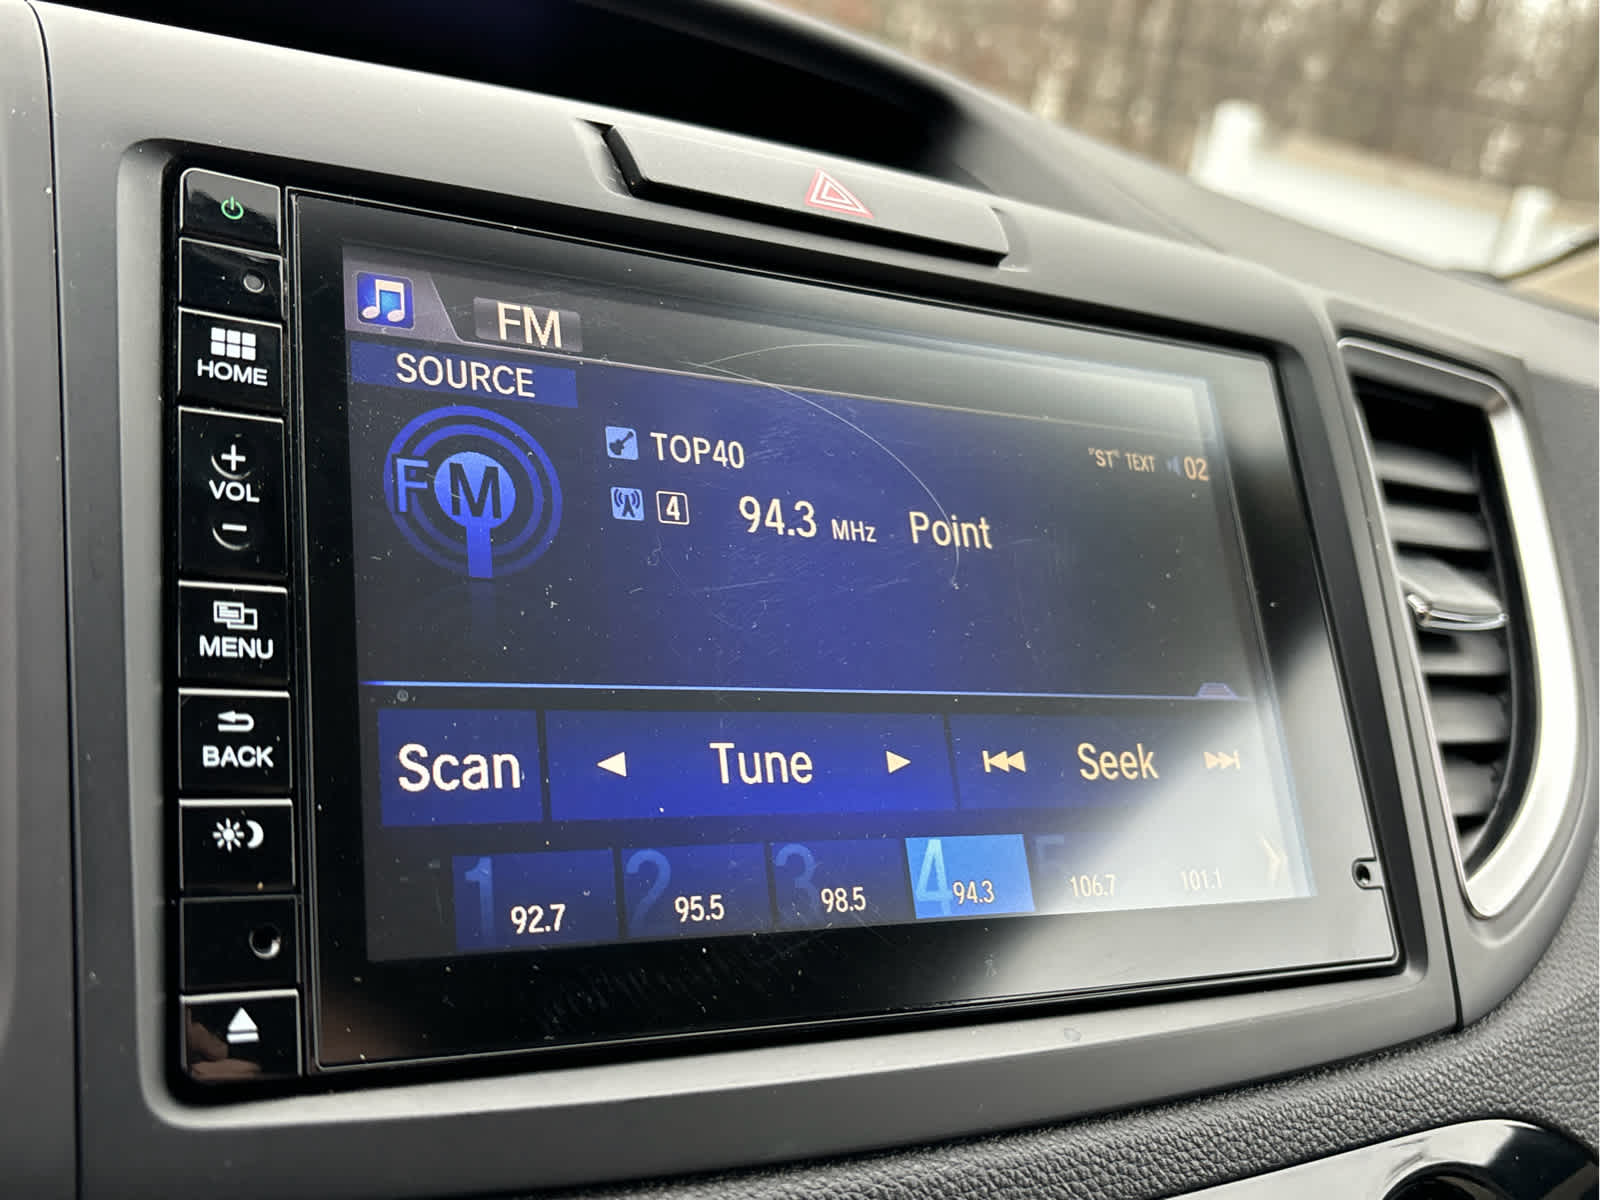 FM
SOURCE
FM
TOP40
"ST" TEXT 02
4 94.3 MHz Point
HOME
+
VOL
−
MENU
BACK
Scan ◀ Tune ▶ Seek
1 92.7
2 95.5
3 98.5
4 94.3
5 106.7
101.1